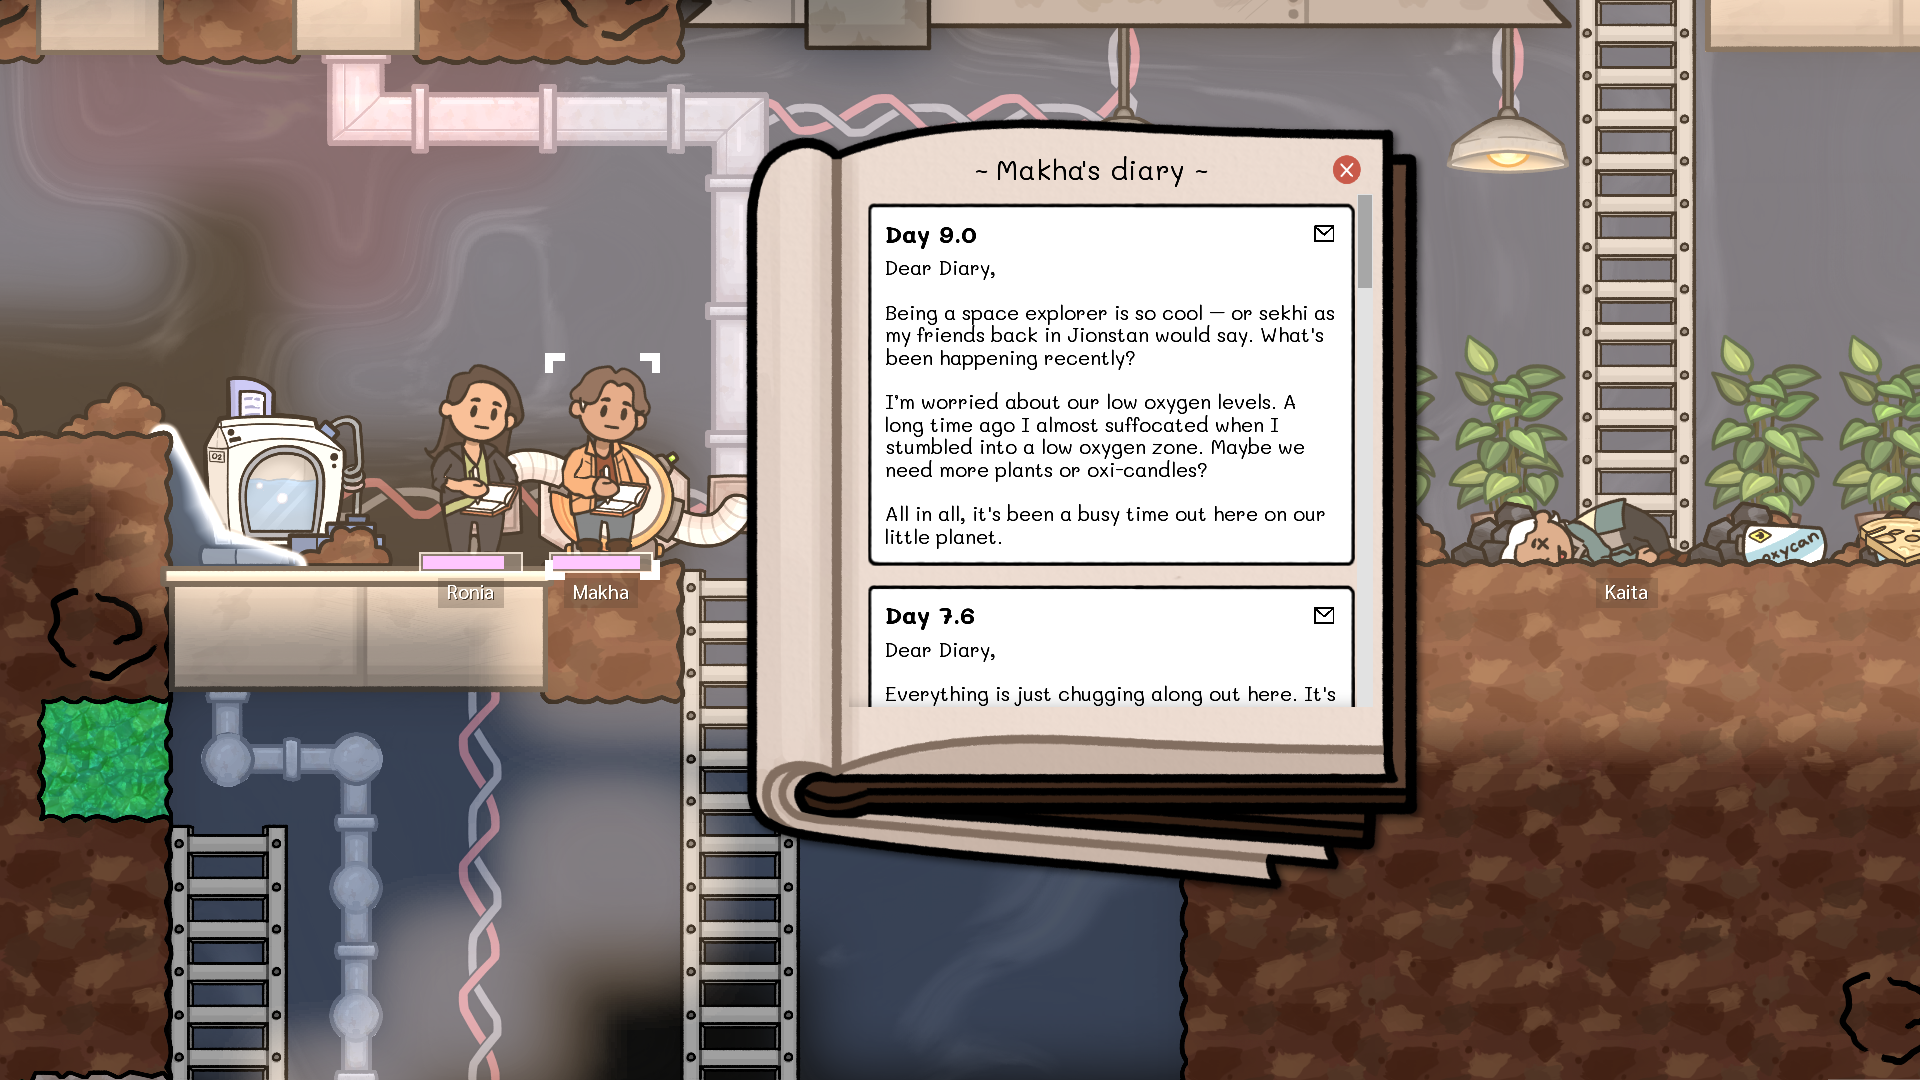 ~ Makha's diary ~
Day 9.0
Dear Diary,
Being a space explorer is so cool — or sekhi as
my friends back in Jionstan would say. What's
been happening recently?
I'm worried about our low oxygen levels. A
long time ago I almost suffocated when I
stumbled into a low oxygen zone. Maybe we
need more plants or oxi-candles?
All in all, it's been a busy time out here on our
little planet.
Day 7.6
Dear Diary,
Everything is just chugging along out here. It's
O2
Ronia
Makha
oxycan
Kaita